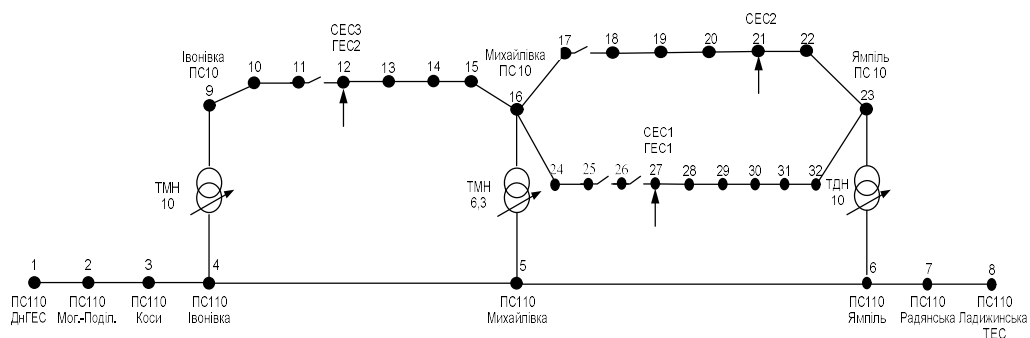 СЕС3
ГЕС2
Івонівка
ПС10
9
10
11
12
13
14
15
Михайлівка
ПС 10
16
17
18
19
20
СЕС2
21
22
Ямпіль
ПС 10
23
СЕС1
ГЕС1
24
25
26
27
28
29
30
31
32
ТМН
10
ТМН
6,3
ТДН
10
1
2
3
4
5
6
7
8
ПС110
ДнГЕС
ПС110
Мог.-Поділ.
ПС110
Коси
ПС110
Івонівка
ПС110
Михайлівка
ПС110
Ямпіль
ПС110
Радянська
ПС110
Ладижинська
ТЕС